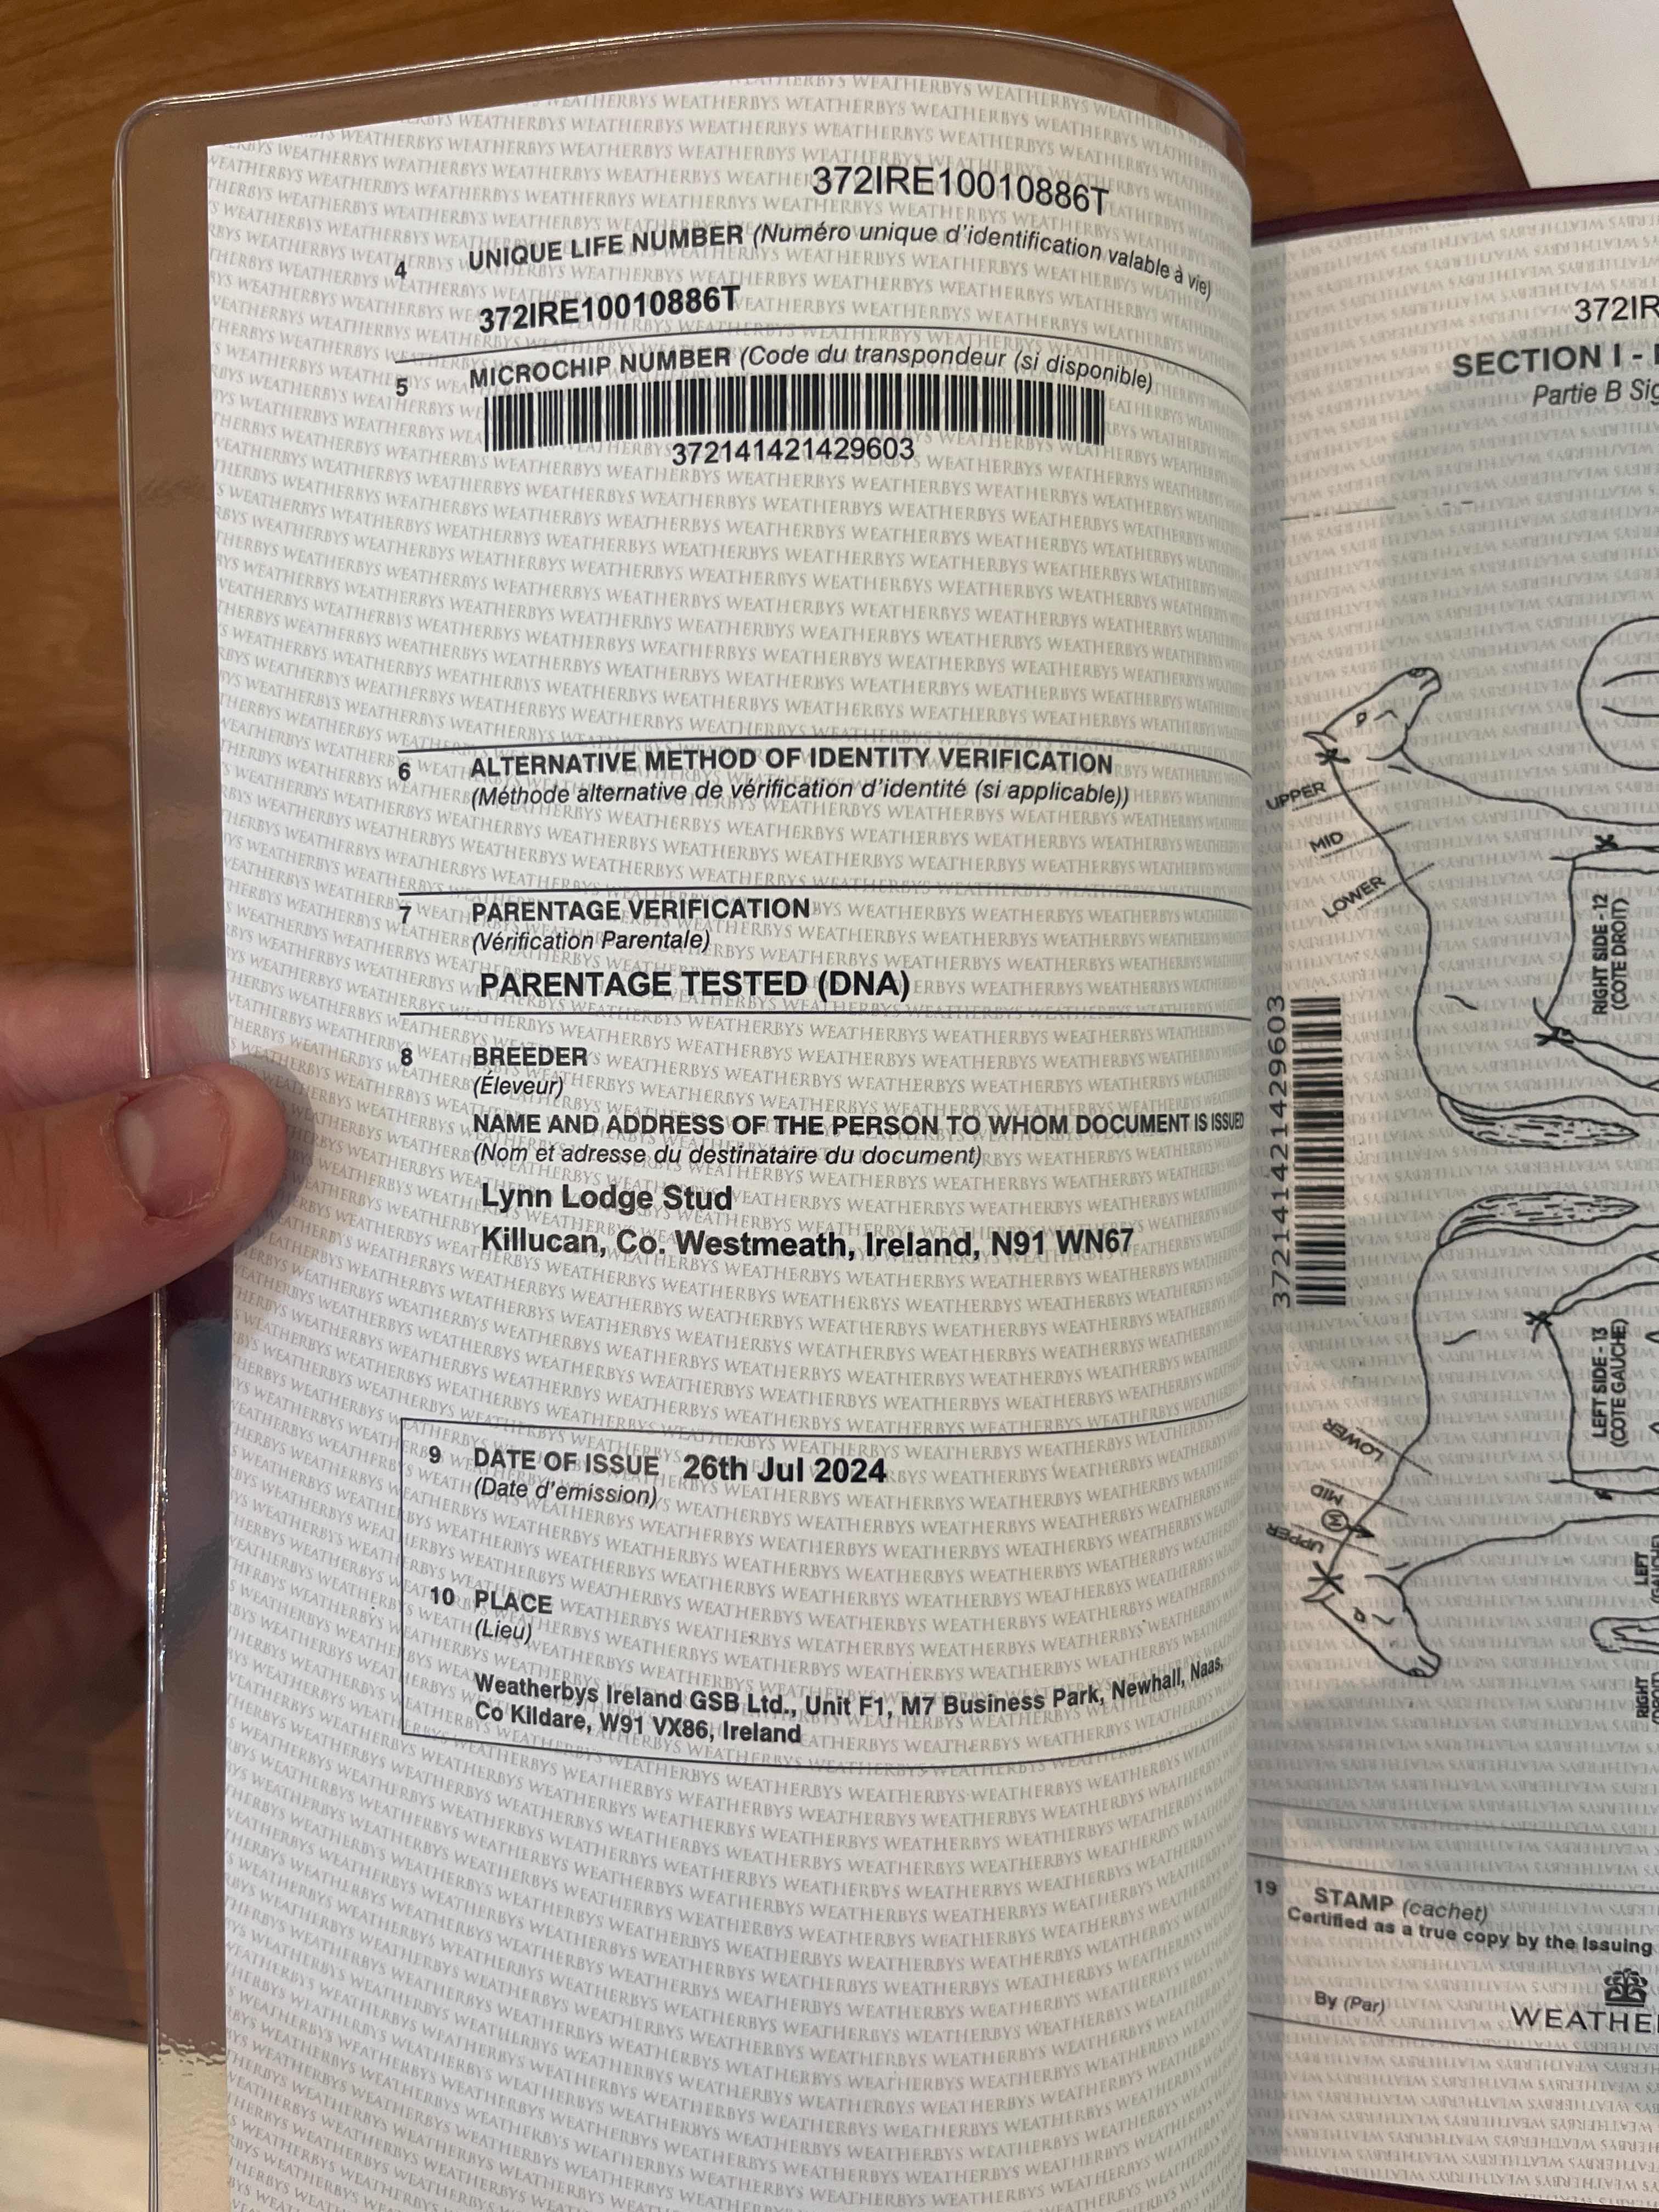 372IRE10010886T
4 UNIQUE LIFE NUMBER (Numéro unique d'identification valable à vie)
372IRE10010886T
5 MICROCHIP NUMBER (Code du transpondeur (si disponible)
372141421429603
6 ALTERNATIVE METHOD OF IDENTITY VERIFICATION
(Méthode alternative de vérification d'identité (si applicable))
7 PARENTAGE VERIFICATION
(Vérification Parentale)
PARENTAGE TESTED (DNA)
8 BREEDER
(Éleveur)
NAME AND ADDRESS OF THE PERSON TO WHOM DOCUMENT IS ISSUED
(Nom et adresse du destinataire du document)
Lynn Lodge Stud
Killucan, Co. Westmeath, Ireland, N91 WN67
9 DATE OF ISSUE 26th Jul 2024
(Date d'émission)
10 PLACE
(Lieu)
Weatherbys Ireland GSB Ltd., Unit F1, M7 Business Park, Newhall, Naas,
Co Kildare, W91 VX86, Ireland
372IR
SECTION I -
Partie B Sig
UPPER
MID
LOWER
RIGHT SIDE - 12
(COTE DROIT)
372141421429603
LEFT SIDE - 13
(COTE GAUCHE)
LOWER
MID
W
UPPER
LEFT
RIGHT
19 STAMP (cachet)
Certified as a true copy by the Issuing
By (Par)
WEATHE